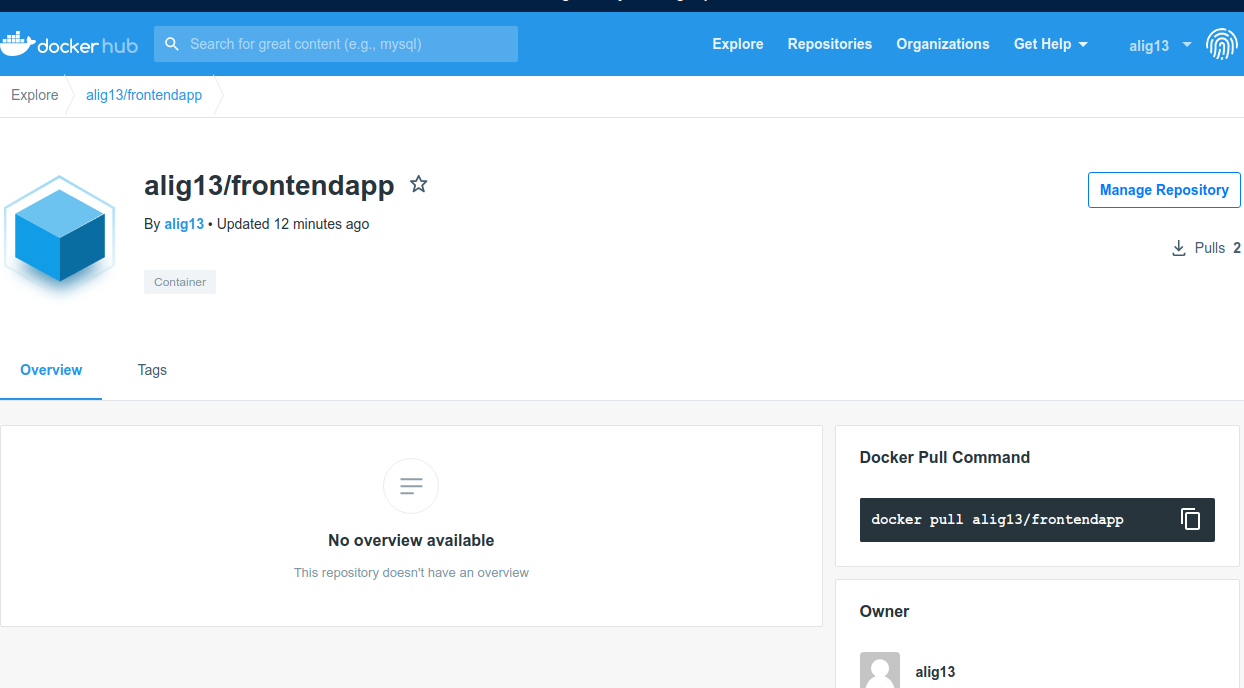 docker hub
Search for great content (e.g., mysql)
Explore
Repositories
Organizations
Get Help
alig13
Explore
alig13/frontendapp
alig13/frontendapp
Manage Repository
By alig13 • Updated 12 minutes ago
Pulls 2
Container
Overview
Tags
No overview available
This repository doesn't have an overview
Docker Pull Command
docker pull alig13/frontendapp
Owner
alig13